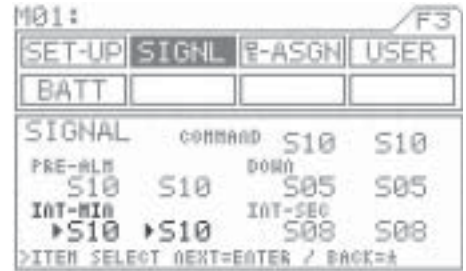 M01: F3
SET-UP SIGNL -ASGN USER
BATT
SIGNAL COMMAND S10 S10
PRE-ALM DOWN
S10 S10 S05 S05
INT-MIN INT-SEC
▶S10 ▶S10 S08 S08
>ITEM SELECT NEXT=ENTER / BACK=